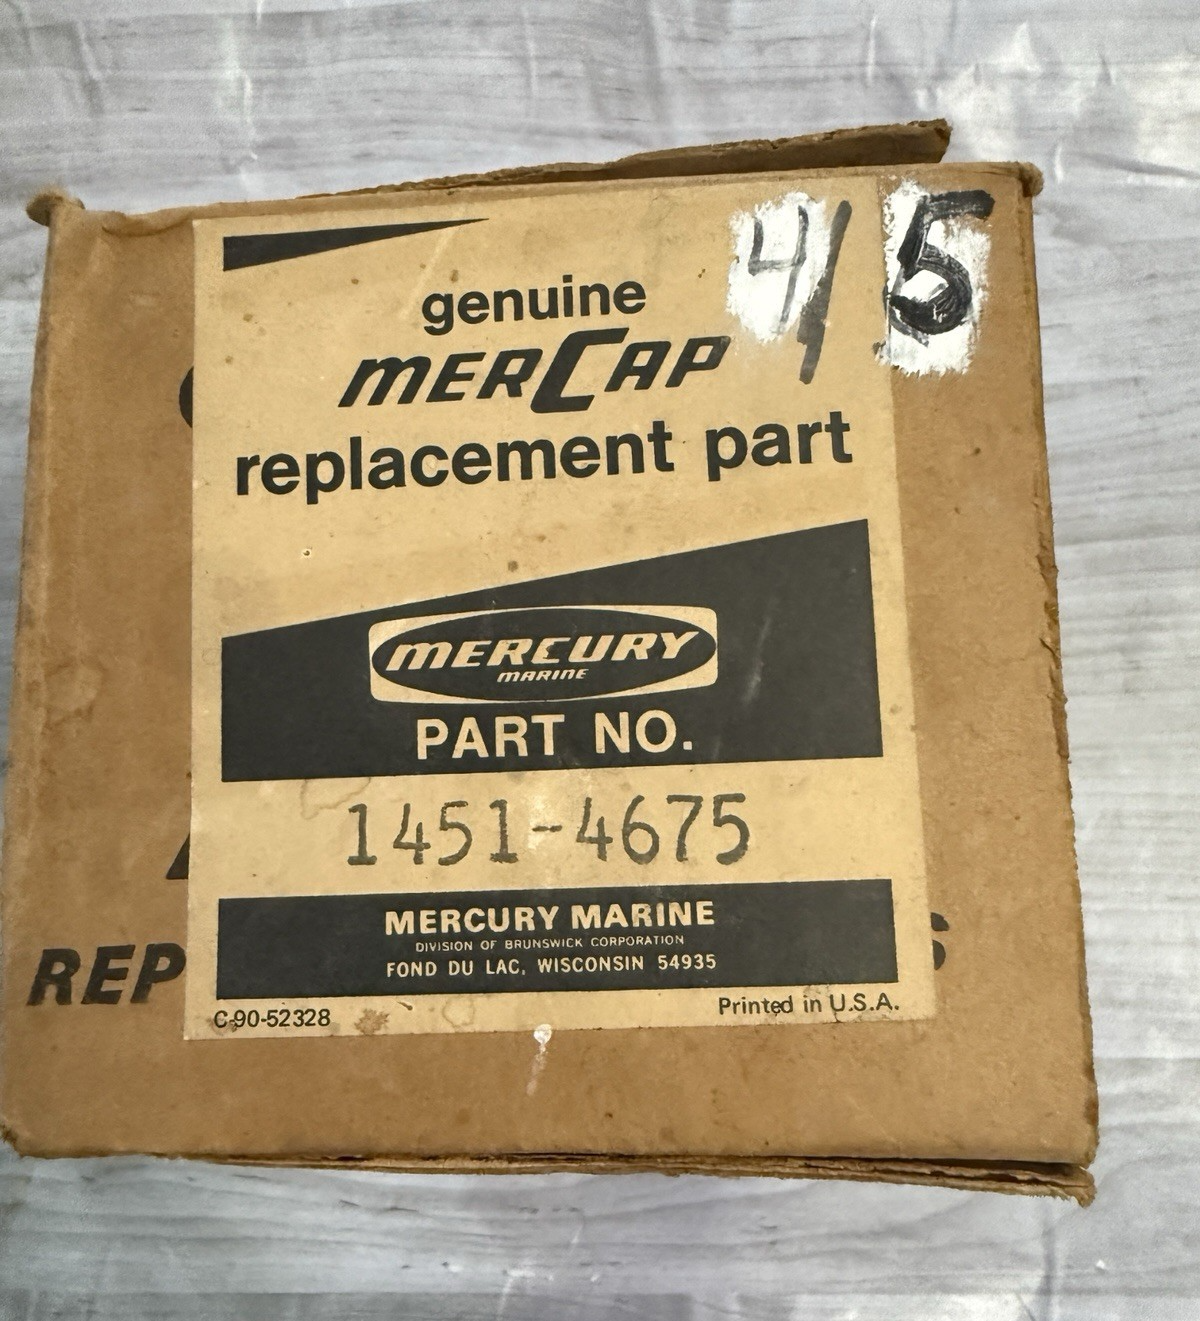 4/5
genuine
MERCAP
replacement part
MERCURY
MARINE
PART NO.
1451-4675
MERCURY MARINE
DIVISION OF BRUNSWICK CORPORATION
FOND DU LAC, WISCONSIN 54935
REP S
C-90-52328 Printed in U.S.A.